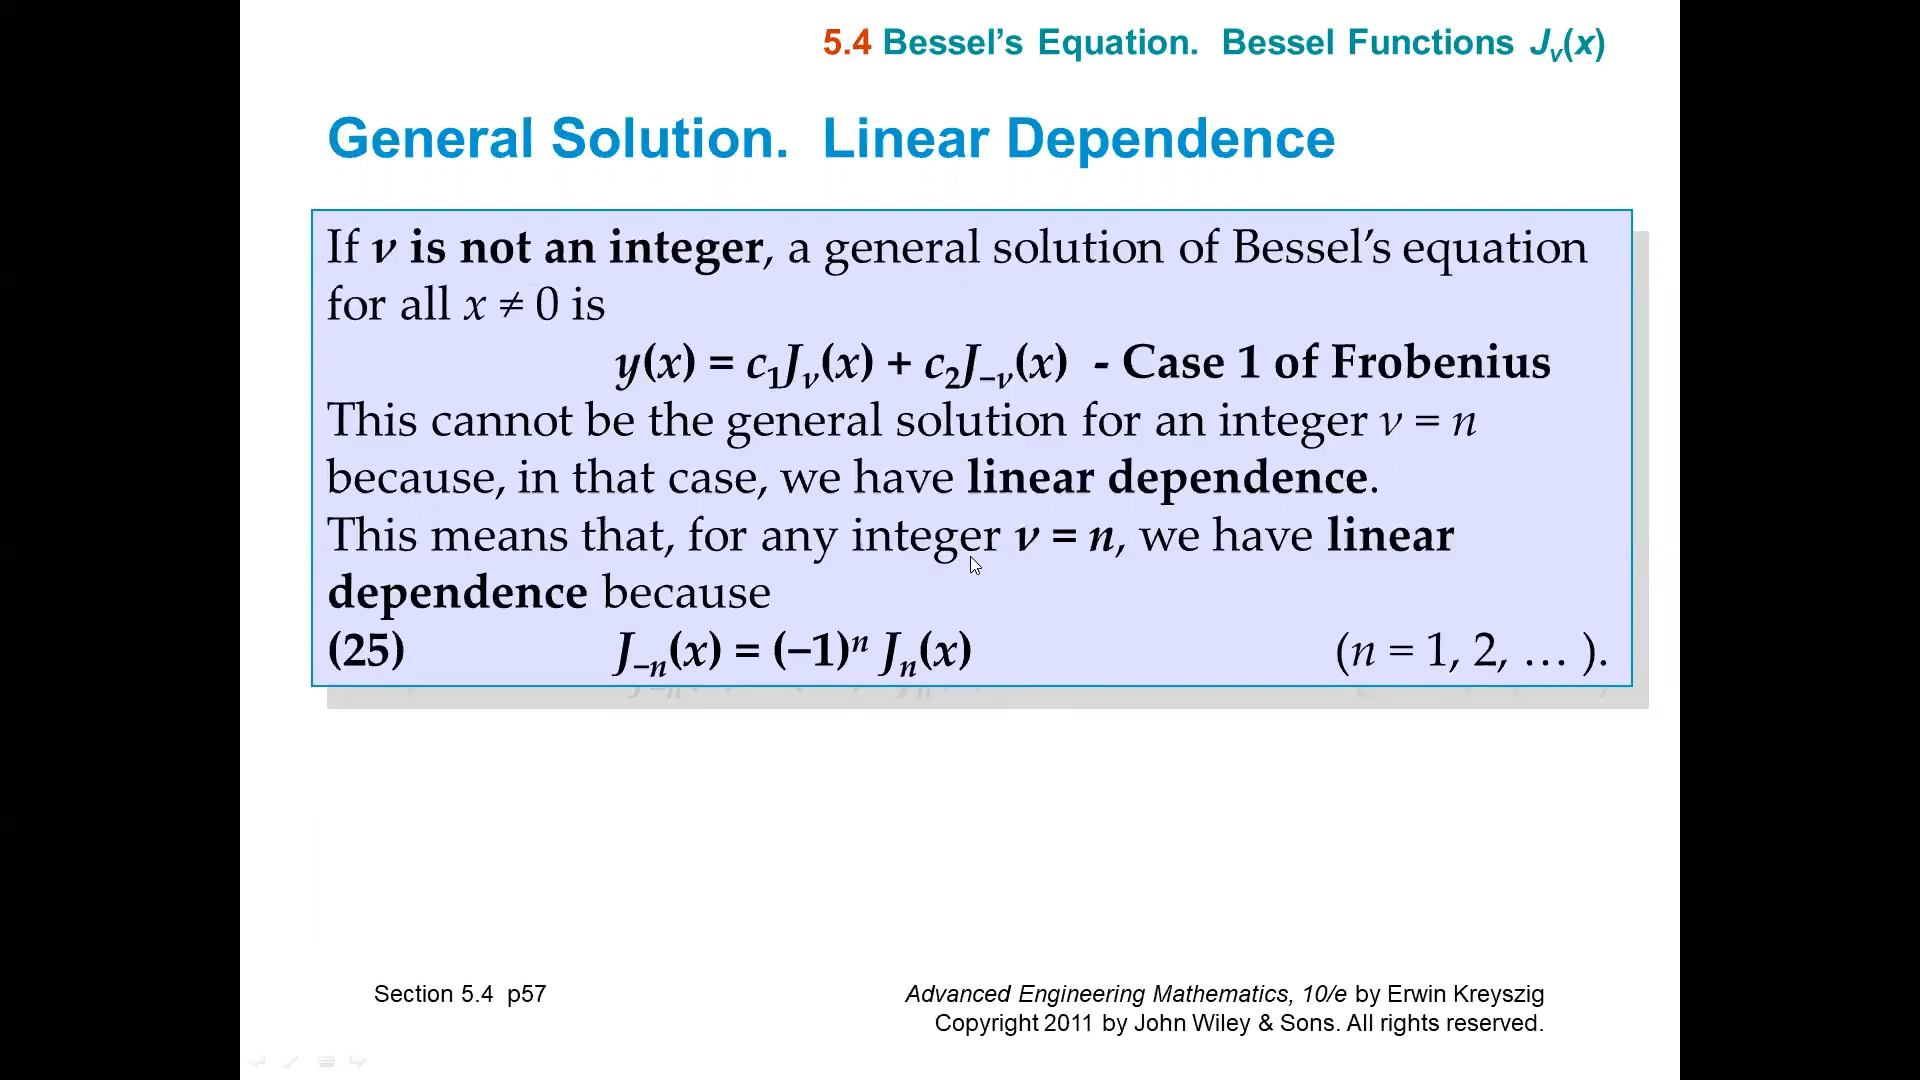 5.4 Bessel’s Equation. Bessel Functions Jν(x)
General Solution. Linear Dependence
If ν is not an integer, a general solution of Bessel’s equation
for all x ≠ 0 is
y(x) = c1Jν(x) + c2J−ν(x) - Case 1 of Frobenius
This cannot be the general solution for an integer ν = n
because, in that case, we have linear dependence.
This means that, for any integer ν = n, we have linear
dependence because
(25) J−n(x) = (−1)ⁿ Jn(x) (n = 1, 2, … ).
Section 5.4 p57
Advanced Engineering Mathematics, 10/e by Erwin Kreyszig
Copyright 2011 by John Wiley & Sons. All rights reserved.